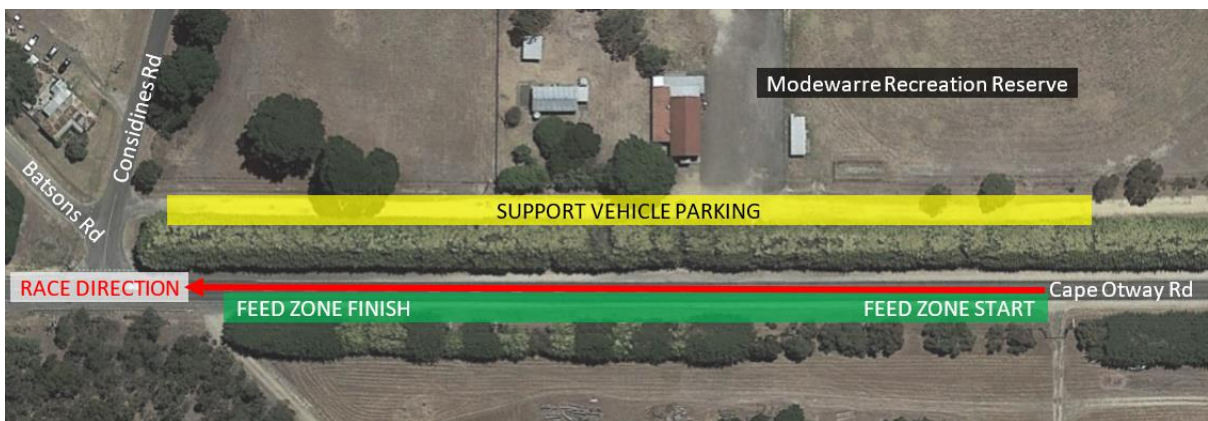 Considines Rd
Modewarre Recreation Reserve
Batsons Rd
SUPPORT VEHICLE PARKING
RACE DIRECTION
Cape Otway Rd
FEED ZONE FINISH
FEED ZONE START